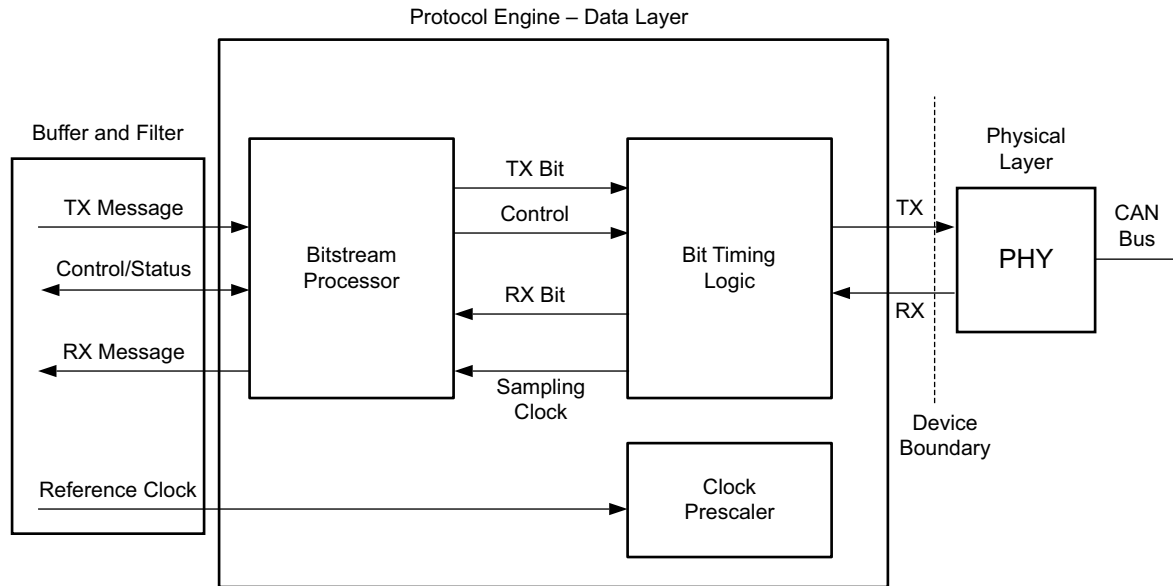 Protocol Engine – Data Layer
Buffer and Filter
TX Message
Control/Status
RX Message
Reference Clock
Bitstream
Processor
TX Bit
Control
RX Bit
Sampling
Clock
Bit Timing
Logic
Clock
Prescaler
TX
RX
Device
Boundary
Physical
Layer
PHY
CAN
Bus